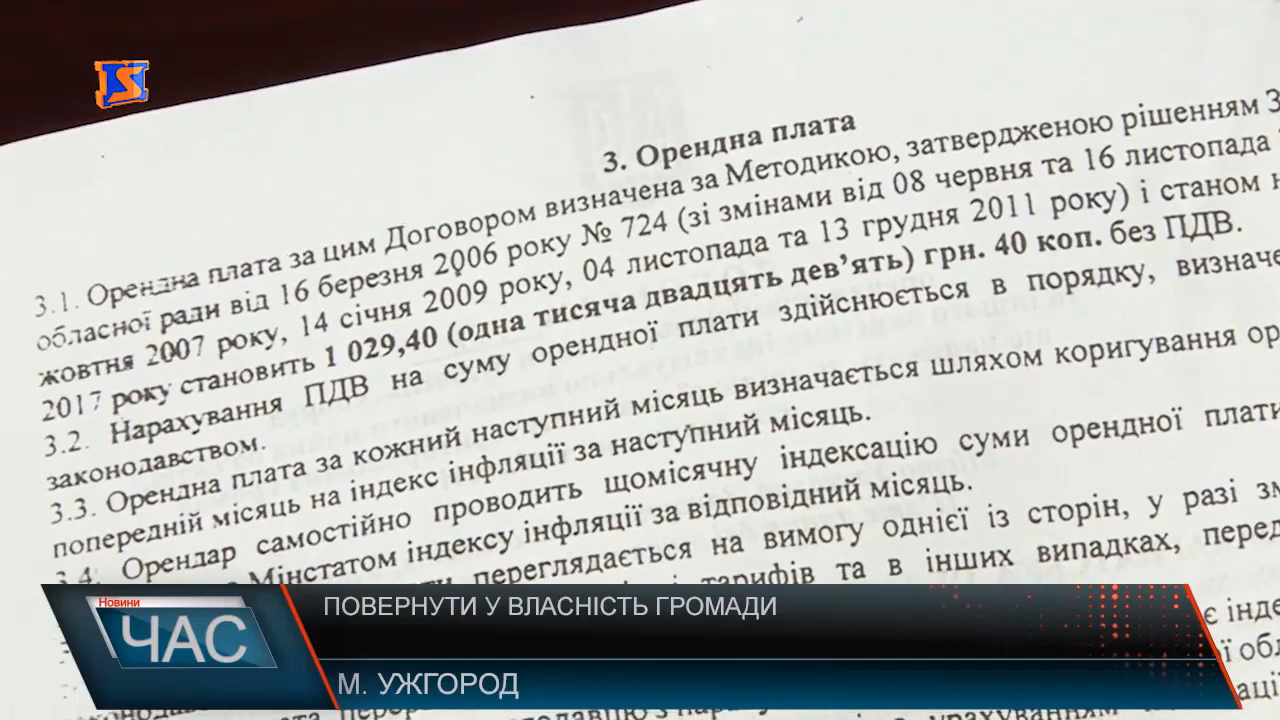 3. Орендна плата
3.1. Орендна плата за цим Договором визначена за Методикою, затвердженою рішенням З
обласної ради від 16 березня 2006 року № 724 (зі змінами від 08 червня та 16 листопада
жовтня 2007 року, 14 січня 2009 року, 04 листопада та 13 грудня 2011 року) і станом н
2017 року становить 1 029,40 (одна тисяча двадцять дев’ять) грн. 40 коп. без ПДВ.
3.2. Нарахування ПДВ на суму орендної плати здійснюється в порядку, визначе
законодавством.
3.3. Орендна плата за кожний наступний місяць визначається шляхом коригування ор
попередній місяць на індекс інфляції за наступний місяць.
3.4. Орендар самостійно проводить щомісячну індексацію суми орендної плати
Мінстатом індексу інфляції за відповідний місяць.
переглядається на вимогу однієї із сторін, у разі зм
тарифів та в інших випадках, перед
є інде
ої обл
Новини
ЧАС
ПОВЕРНУТИ У ВЛАСНІСТЬ ГРОМАДИ
М. УЖГОРОД